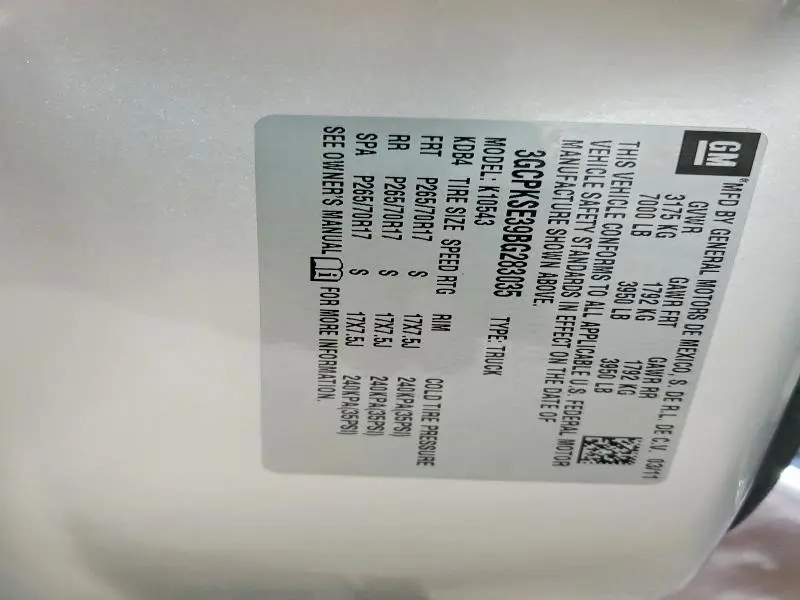 GM
MFD BY GENERAL MOTORS DE MEXICO, S. DE R.L. DE C.V. 03/11
GVWR GAWR FRT GAWR RR
3175 KG 1792 KG 1792 KG
7000 LB 3950 LB 3950 LB
THIS VEHICLE CONFORMS TO ALL APPLICABLE U.S. FEDERAL MOTOR
VEHICLE SAFETY STANDARDS IN EFFECT ON THE DATE OF
MANUFACTURE SHOWN ABOVE.
3GCPKSE39BG283035 TYPE: TRUCK
MODEL: K10543
KDB4 TIRE SIZE SPEED RTG RIM COLD TIRE PRESSURE
FRT P265/70R17 S 17X7.5J 240KPA(35PSI)
RR P265/70R17 S 17X7.5J 240KPA(35PSI)
SPA P265/70R17 S 17X7.5J 240KPA(35PSI)
SEE OWNER'S MANUAL FOR MORE INFORMATION.